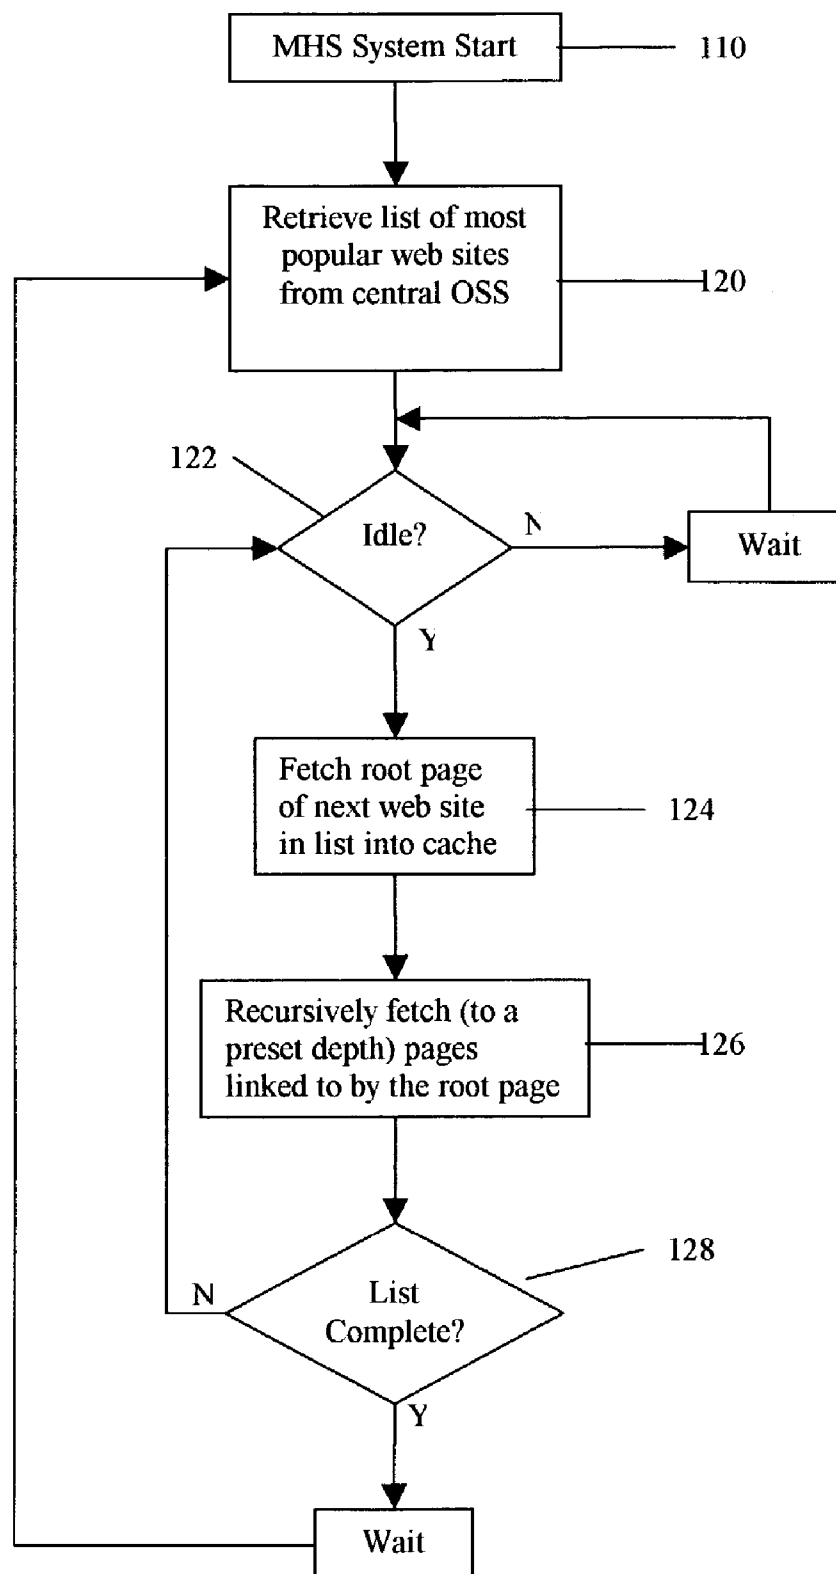 MHS System Start
110
Retrieve list of most
popular web sites
from central OSS
120
122
Idle?
N
Wait
Y
Fetch root page
of next web site
in list into cache
124
Recursively fetch (to a
preset depth) pages
linked to by the root page
126
128
N
List
Complete?
Y
Wait